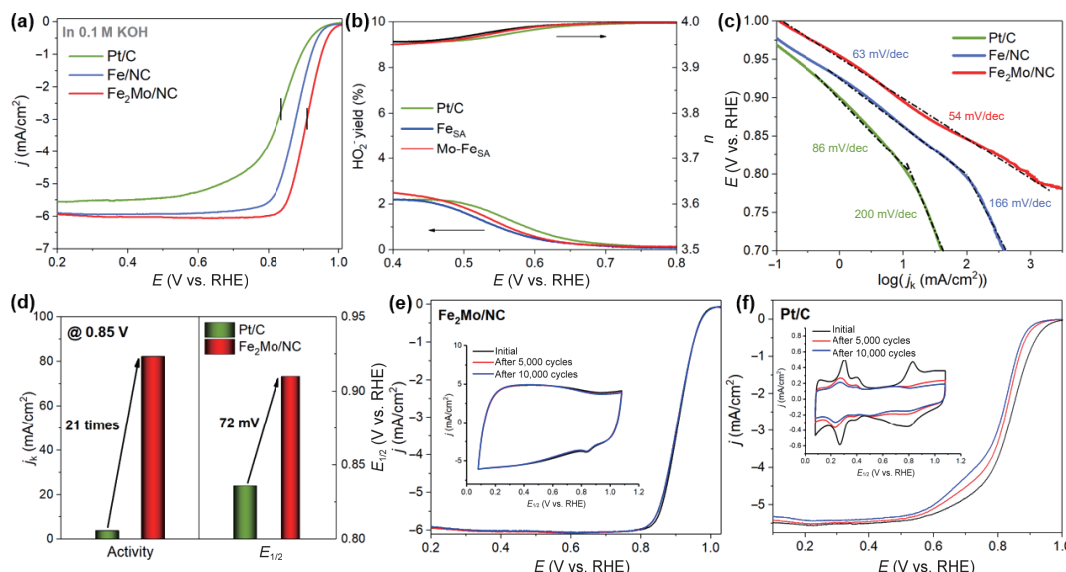 (a)
In 0.1 M KOH
Pt/C
Fe/NC
Fe₂Mo/NC
0
−1
−2
−3
−4
−5
−6
−7
j (mA/cm²)
0.2 0.4 0.6 0.8 1.0
E (V vs. RHE)
(b)
10
8
6
4
2
0
HO₂⁻ yield (%)
Pt/C
Fe_SA
Mo-Fe_SA
4.0
3.9
3.8
3.7
3.6
3.5
n
0.4 0.5 0.6 0.7 0.8
E (V vs. RHE)
(c)
Pt/C
Fe/NC
Fe₂Mo/NC
63 mV/dec
54 mV/dec
86 mV/dec
200 mV/dec
166 mV/dec
1.00
0.95
0.90
0.85
0.80
0.75
0.70
E (V vs. RHE)
−1 0 1 2 3
log(j_k (mA/cm²))
(d)
@ 0.85 V
Pt/C
Fe₂Mo/NC
21 times
72 mV
100
80
60
40
20
0
j_k (mA/cm²)
0.95
0.90
0.85
0.80
E₁/₂ (V vs. RHE)
Activity E₁/₂
(e)
Fe₂Mo/NC
Initial
After 5,000 cycles
After 10,000 cycles
0
−1
−2
−3
−4
−5
−6
j (mA/cm²)
10
5
0
-5
-10
j (mA/cm²)
0.0 0.2 0.4 0.6 0.8 1.0 1.2
E₁/₂ (V vs. RHE)
0.2 0.4 0.6 0.8 1.0
E (V vs. RHE)
(f)
Pt/C
Initial
After 5,000 cycles
After 10,000 cycles
0
−1
−2
−3
−4
−5
j (mA/cm²)
0.8
0.6
0.4
0.2
0.0
-0.2
-0.4
-0.6
-0.8
j (mA/cm²)
0.0 0.2 0.4 0.6 0.8 1.0 1.2
E₁/₂ (V vs. RHE)
0.2 0.4 0.6 0.8 1.0
E (V vs. RHE)